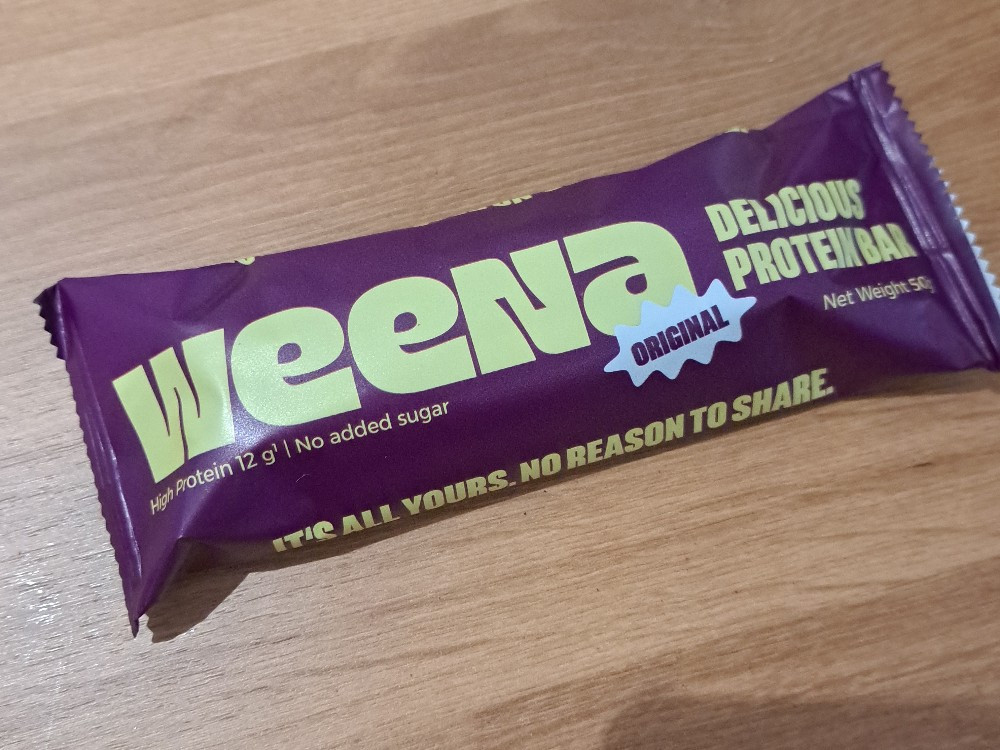 weena
DELICIOUS
PROTEIN BAR
Net Weight 50g
ORIGINAL
High Protein 12 g¹ | No added sugar
IT'S ALL YOURS. NO REASON TO SHARE.